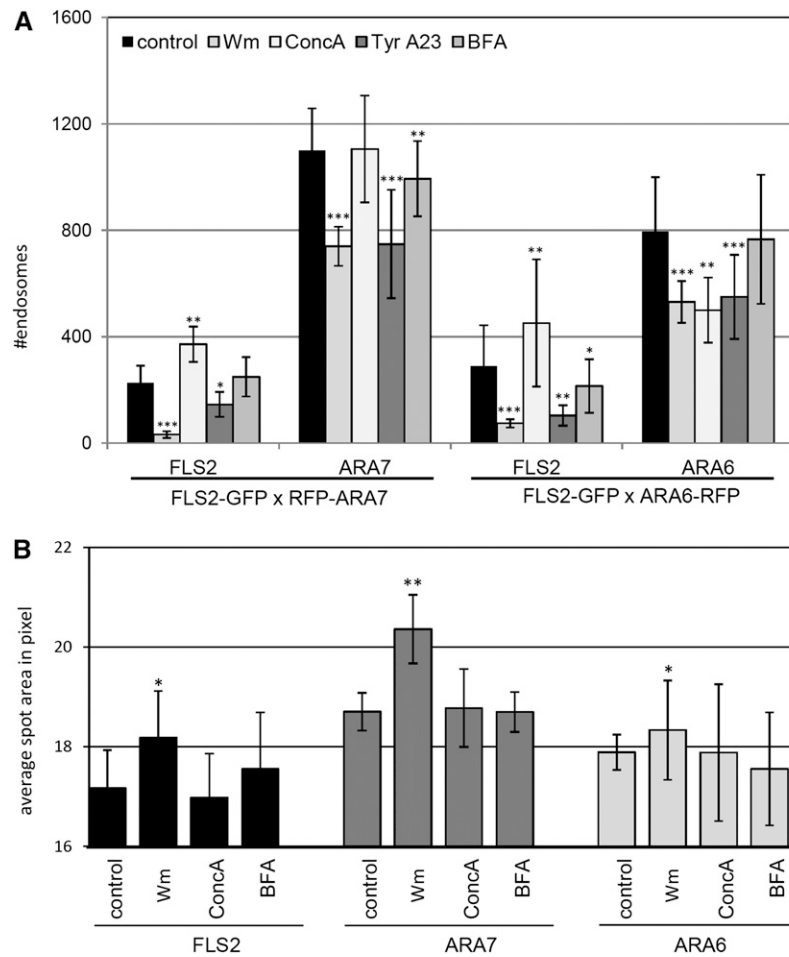 A
1600
control Wm ConcA Tyr A23 BFA
1200
800
400
0
#endosomes
*** ** * *** *** ** *** ** ** * *** ** ***
FLS2 ARA7 FLS2 ARA6
FLS2-GFP x RFP-ARA7 FLS2-GFP x ARA6-RFP
B
22
20
18
16
average spot area in pixel
* ** *
control Wm ConcA BFA control Wm ConcA BFA control Wm ConcA BFA
FLS2 ARA7 ARA6